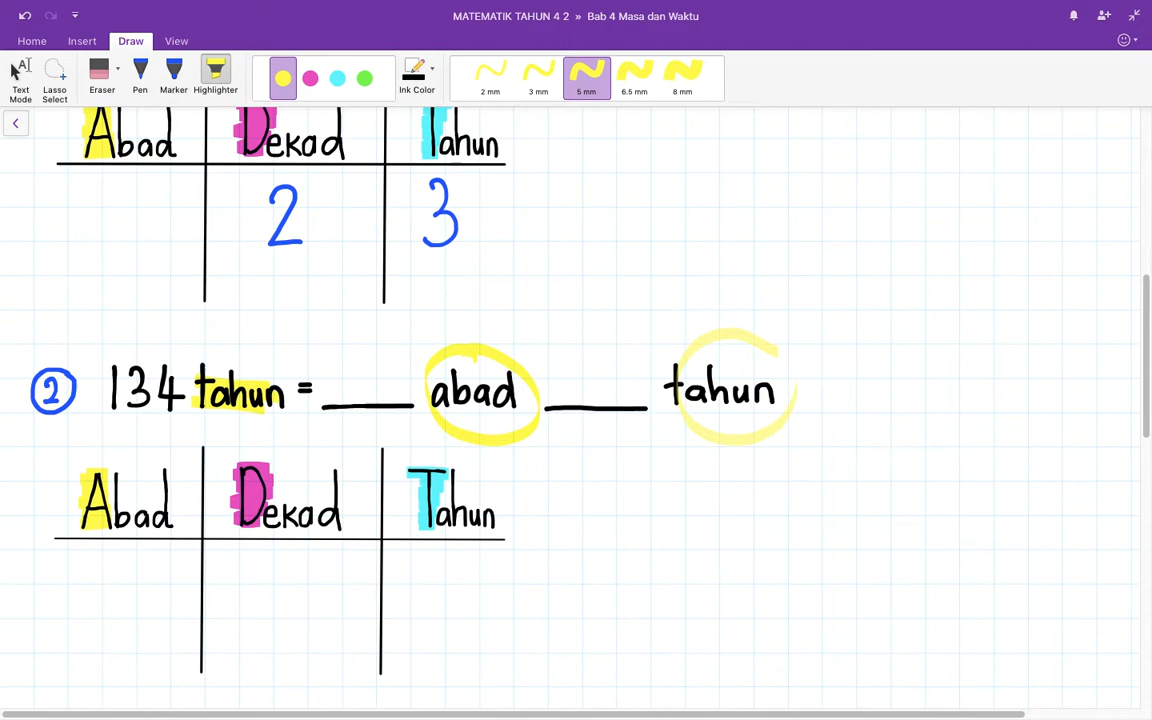 MATEMATIK TAHUN 4 2 » Bab 4 Masa dan Waktu
Home Insert Draw View
Text Mode
Lasso Select
Eraser
Pen
Marker
Highlighter
Ink Color
2 mm 3 mm 5 mm 6.5 mm 8 mm
Abad Dekad Tahun
2 3
2 134 tahun = ____ abad ____ tahun
Abad Dekad Tahun